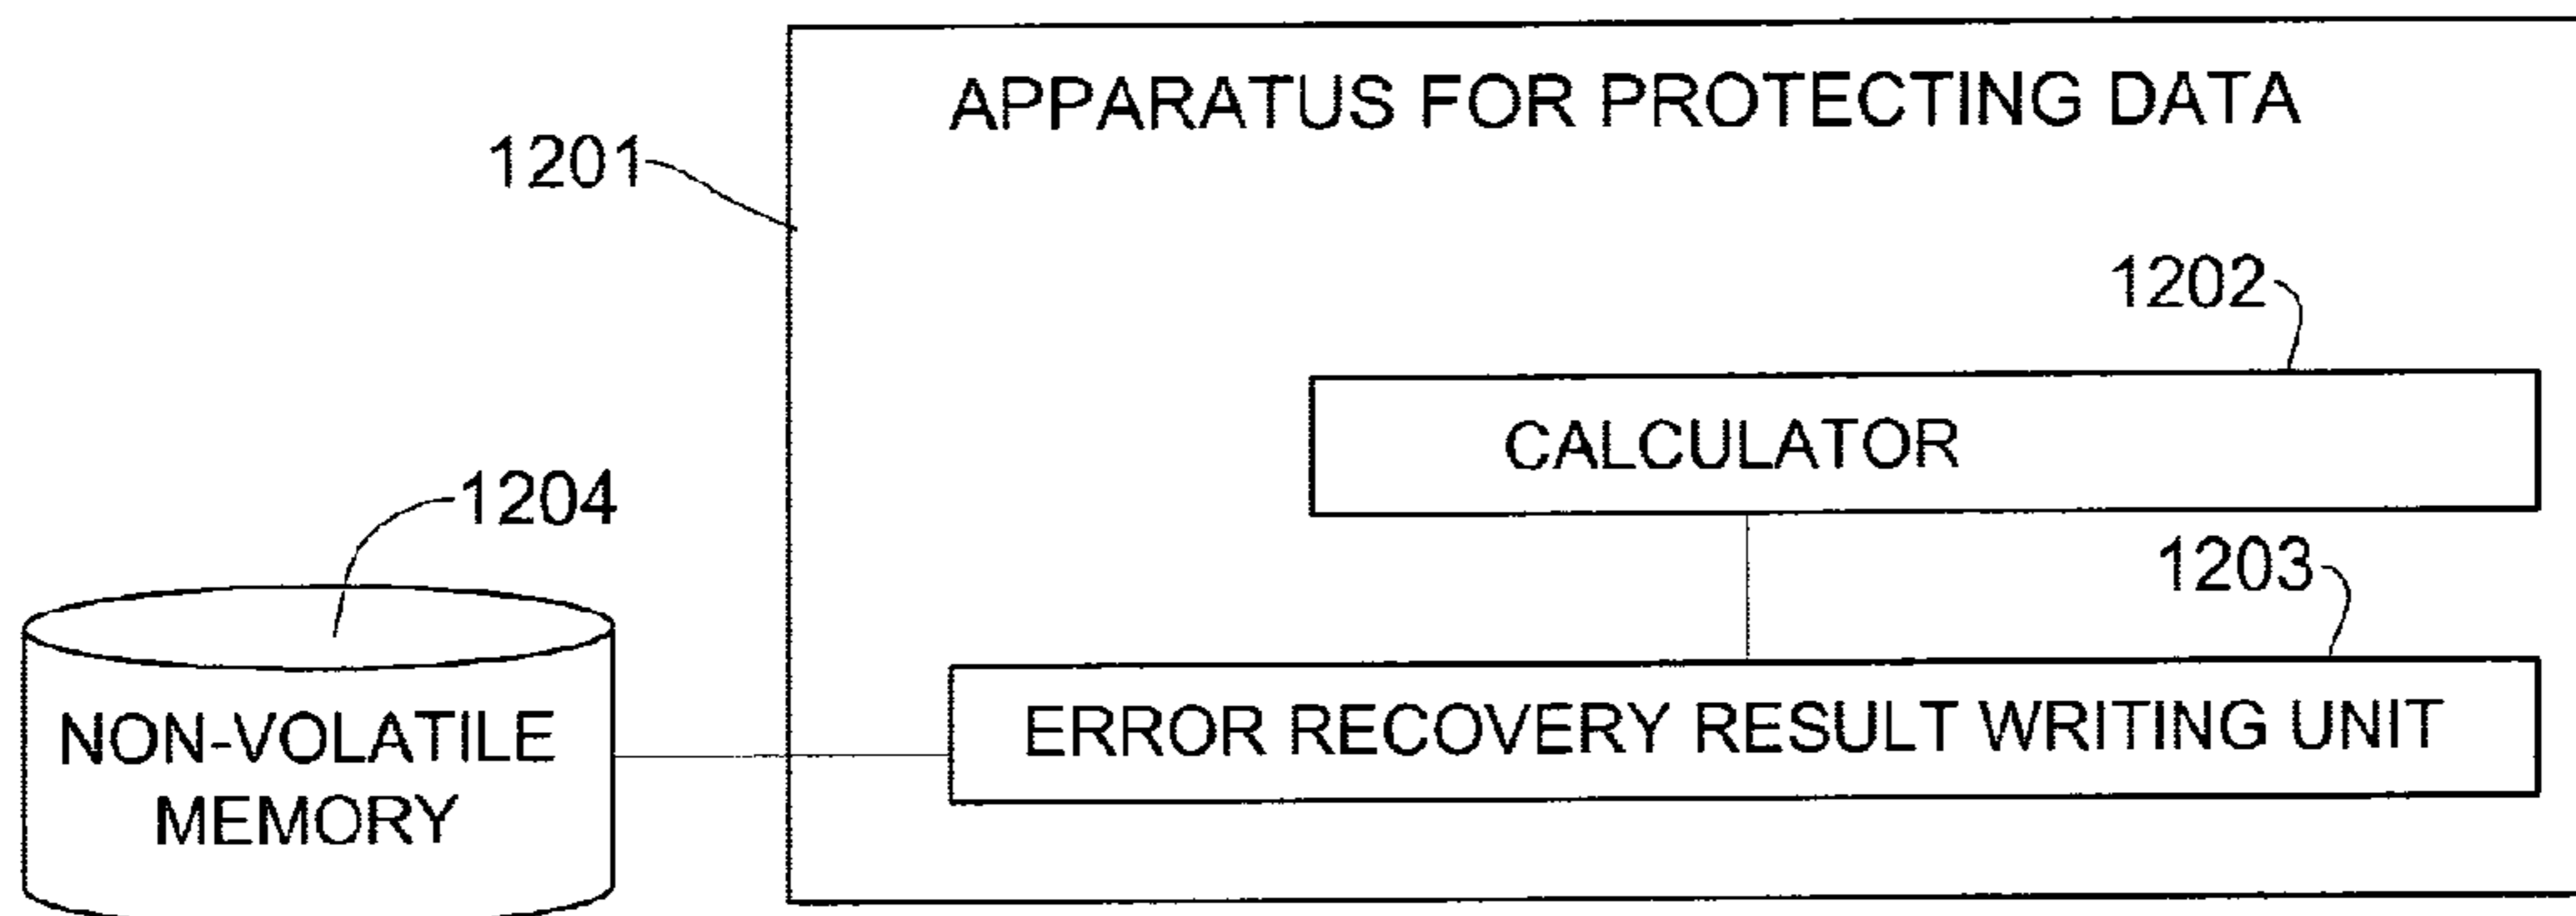 APPARATUS FOR PROTECTING DATA
1201
1202
CALCULATOR
1204
1203
NON-VOLATILE
MEMORY
ERROR RECOVERY RESULT WRITING UNIT